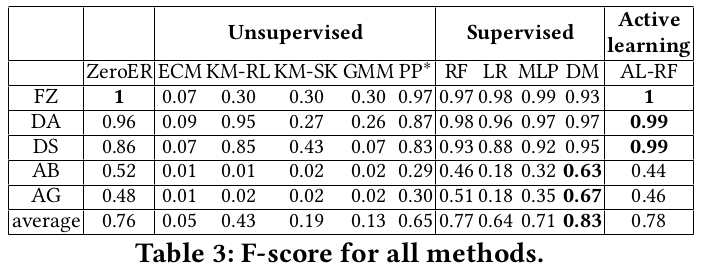 Unsupervised Supervised Active learning
ZeroER ECM KM-RL KM-SK GMM PP* RF LR MLP DM AL-RF
FZ 1 0.07 0.30 0.30 0.30 0.97 0.97 0.98 0.99 0.93 1
DA 0.96 0.09 0.95 0.27 0.26 0.87 0.98 0.96 0.97 0.97 0.99
DS 0.86 0.07 0.85 0.43 0.07 0.83 0.93 0.88 0.92 0.95 0.99
AB 0.52 0.01 0.01 0.02 0.02 0.29 0.46 0.18 0.32 0.63 0.44
AG 0.48 0.01 0.02 0.02 0.02 0.30 0.51 0.18 0.35 0.67 0.46
average 0.76 0.05 0.43 0.19 0.13 0.65 0.77 0.64 0.71 0.83 0.78
Table 3: F-score for all methods.